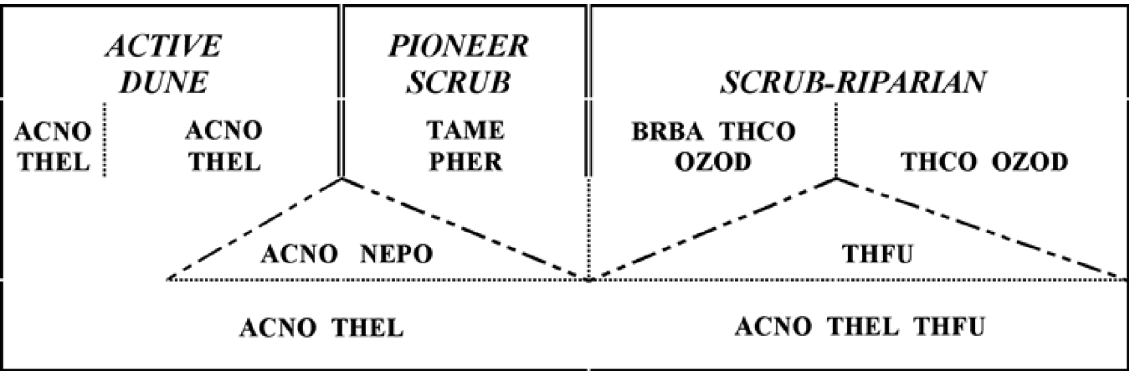 ACTIVE
DUNE
PIONEER
SCRUB
SCRUB-RIPARIAN
ACNO
THEL
ACNO
THEL
TAME
PHER
BRBA THCO
OZOD
THCO OZOD
ACNO NEPO
THFU
ACNO THEL
ACNO THEL THFU